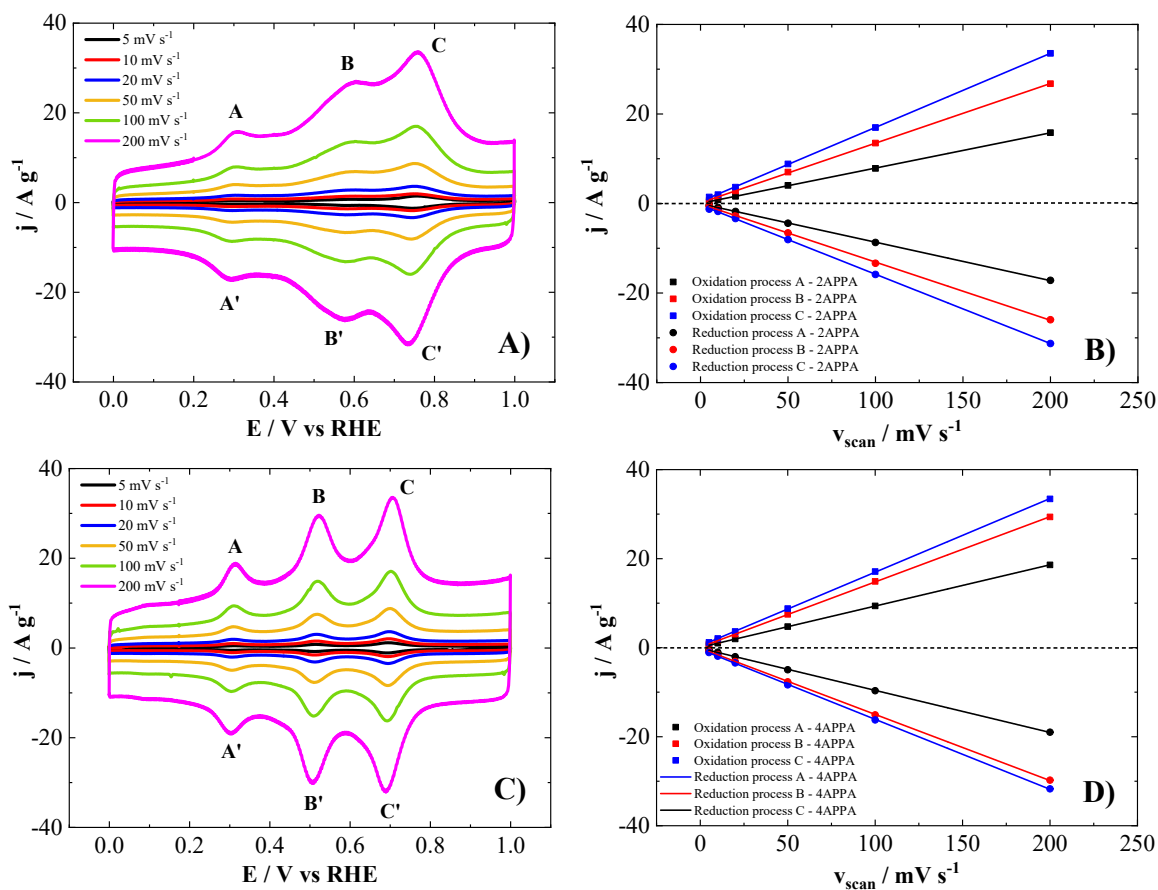 40
20
0
-20
-40
j / A g⁻¹
5 mV s⁻¹
10 mV s⁻¹
20 mV s⁻¹
50 mV s⁻¹
100 mV s⁻¹
200 mV s⁻¹
A
B
C
A'
B'
C'
A)
0.0 0.2 0.4 0.6 0.8 1.0
E / V vs RHE
40
20
0
-20
-40
j / A g⁻¹
Oxidation process A - 2APPA
Oxidation process B - 2APPA
Oxidation process C - 2APPA
Reduction process A - 2APPA
Reduction process B - 2APPA
Reduction process C - 2APPA
B)
0 50 100 150 200 250
vscan / mV s⁻¹
40
20
0
-20
-40
j / A g⁻¹
5 mV s⁻¹
10 mV s⁻¹
20 mV s⁻¹
50 mV s⁻¹
100 mV s⁻¹
200 mV s⁻¹
A
B
C
A'
B'
C'
C)
0.0 0.2 0.4 0.6 0.8 1.0
E / V vs RHE
40
20
0
-20
-40
j / A g⁻¹
Oxidation process A - 4APPA
Oxidation process B - 4APPA
Oxidation process C - 4APPA
Reduction process A - 4APPA
Reduction process B - 4APPA
Reduction process C - 4APPA
D)
0 50 100 150 200 250
vscan / mV s⁻¹